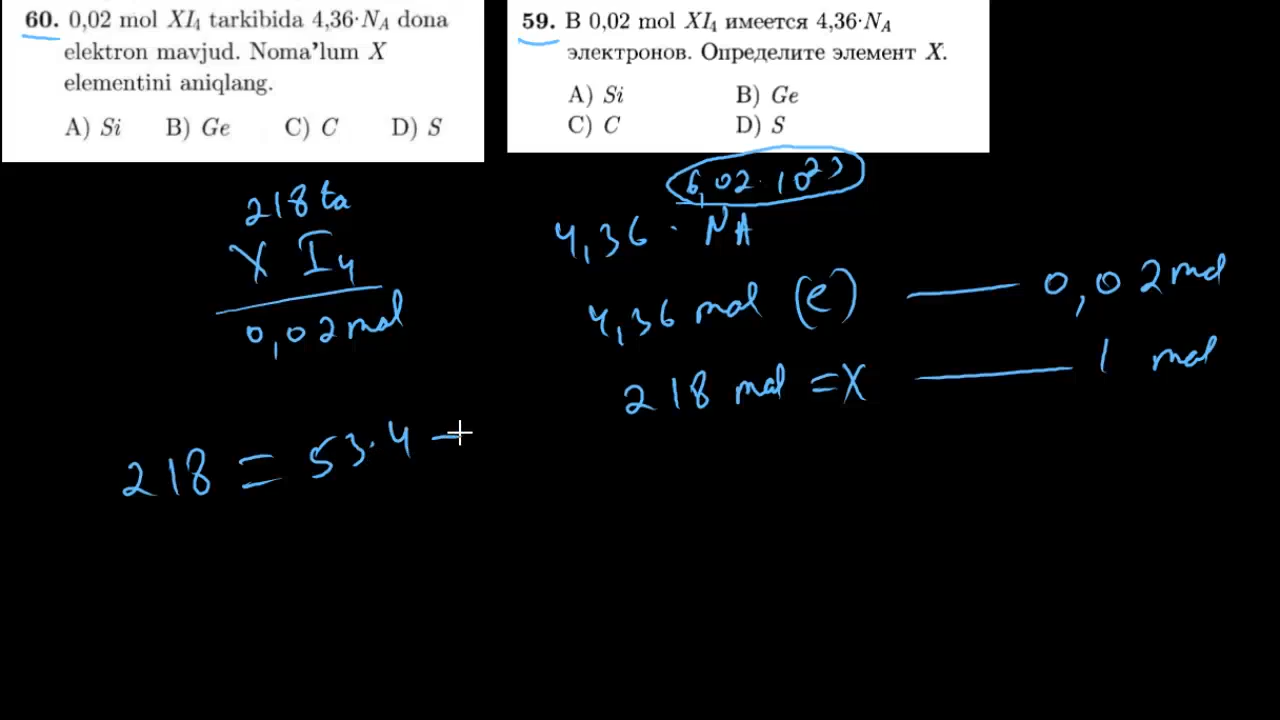 60. 0,02 mol XI₄ tarkibida 4,36·N_A dona
elektron mavjud. Noma'lum X
elementini aniqlang.
A) Si B) Ge C) C D) S
59. В 0,02 mol XI₄ имеется 4,36·N_A
электронов. Определите элемент X.
A) Si B) Ge
C) C D) S
218 ta
X I₄
0,02 mol
6,02·10²³
4,36 · NA
4,36 mol (e) — 0,02 mol
218 mol = X — 1 mol
218 = 53·4 –